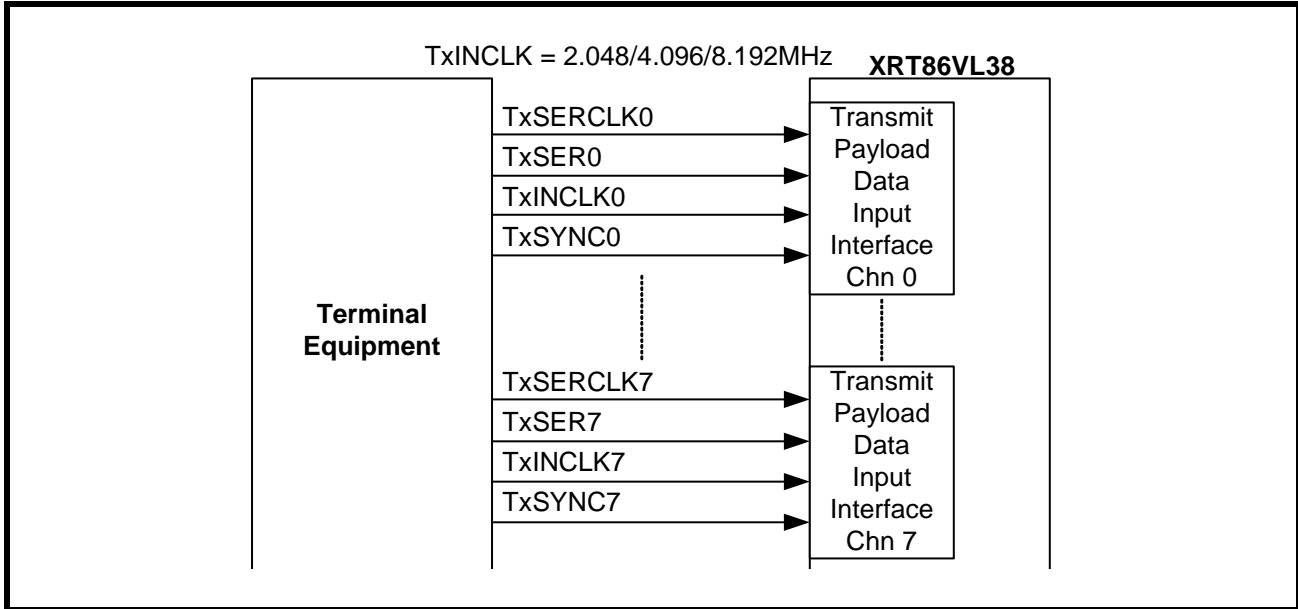 TxINCLK = 2.048/4.096/8.192MHz
XRT86VL38
TxSERCLK0
TxSER0
TxINCLK0
TxSYNC0
Transmit
Payload
Data
Input
Interface
Chn 0
Terminal
Equipment
TxSERCLK7
TxSER7
TxINCLK7
TxSYNC7
Transmit
Payload
Data
Input
Interface
Chn 7